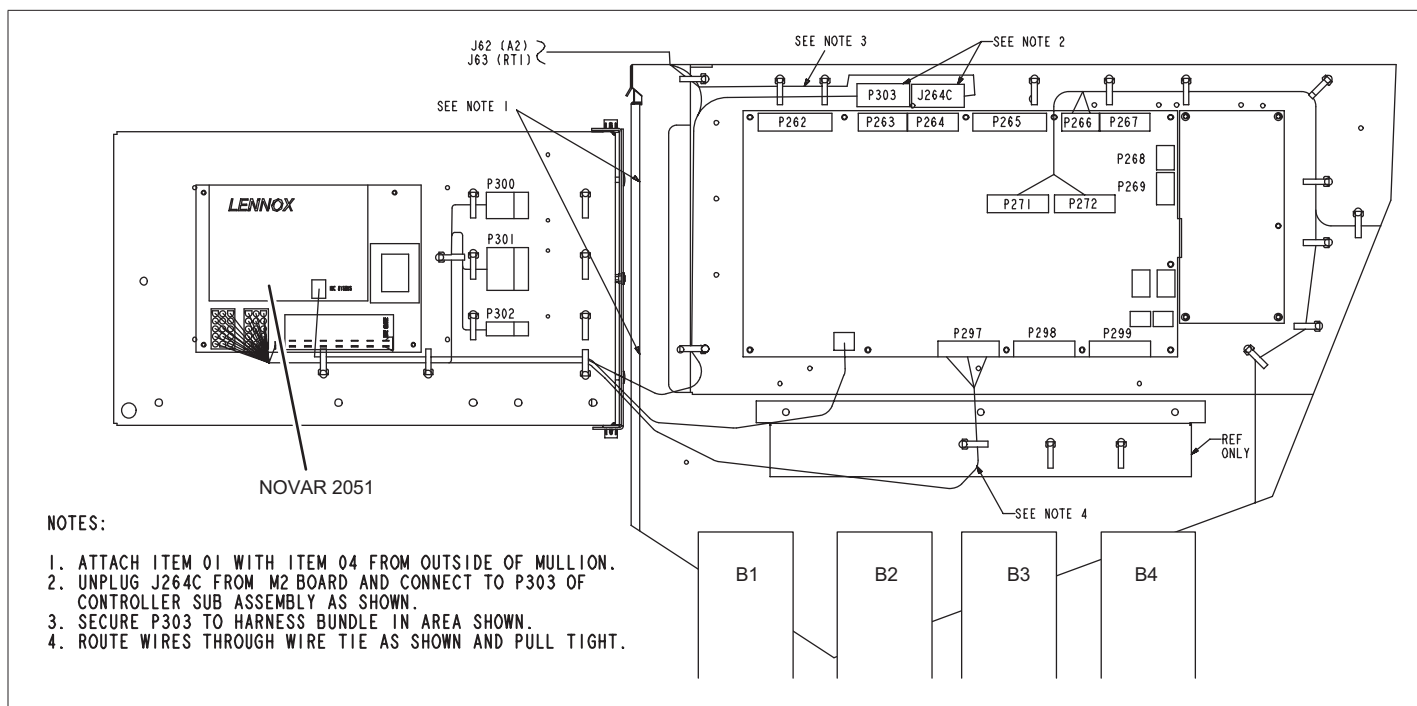 J62 (A2)
J63 (RTI)
SEE NOTE 3
SEE NOTE 2
SEE NOTE 1
P303
J264C
P262
P263
P264
P265
P266
P267
P268
P269
P271
P272
P300
LENNOX
P301
P302
P297
P298
P299
REF
ONLY
NOVAR 2051
SEE NOTE 4
NOTES:
1. ATTACH ITEM 01 WITH ITEM 04 FROM OUTSIDE OF MULLION.
2. UNPLUG J264C FROM M2 BOARD AND CONNECT TO P303 OF
CONTROLLER SUB ASSEMBLY AS SHOWN.
3. SECURE P303 TO HARNESS BUNDLE IN AREA SHOWN.
4. ROUTE WIRES THROUGH WIRE TIE AS SHOWN AND PULL TIGHT.
B1
B2
B3
B4